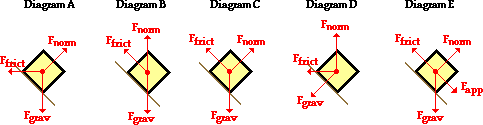 Diagram A Diagram B Diagram C Diagram D Diagram E
Fnorm Ffrict Fgrav
Fnorm Ffrict Fgrav
Ffrict Fnorm Fgrav
Fnorm Ffrict Fgrav
Ffrict Fnorm Fapp Fgrav